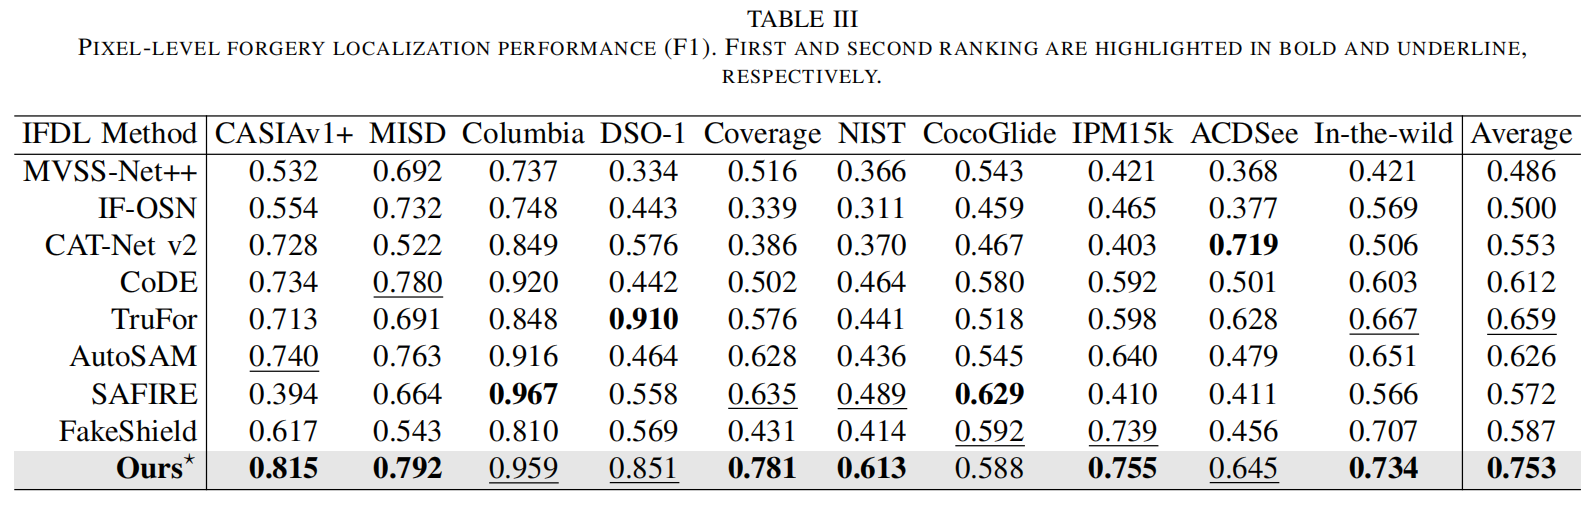 TABLE III
PIXEL-LEVEL FORGERY LOCALIZATION PERFORMANCE (F1). FIRST AND SECOND RANKING ARE HIGHLIGHTED IN BOLD AND UNDERLINE,
RESPECTIVELY.
IFDL Method CASIAv1+ MISD Columbia DSO-1 Coverage NIST CocoGlide IPM15k ACDSee In-the-wild Average
MVSS-Net++ 0.532 0.692 0.737 0.334 0.516 0.366 0.543 0.421 0.368 0.421 0.486
IF-OSN 0.554 0.732 0.748 0.443 0.339 0.311 0.459 0.465 0.377 0.569 0.500
CAT-Net v2 0.728 0.522 0.849 0.576 0.386 0.370 0.467 0.403 0.719 0.506 0.553
CoDE 0.734 0.780 0.920 0.442 0.502 0.464 0.580 0.592 0.501 0.603 0.612
TruFor 0.713 0.691 0.848 0.910 0.576 0.441 0.518 0.598 0.628 0.667 0.659
AutoSAM 0.740 0.763 0.916 0.464 0.628 0.436 0.545 0.640 0.479 0.651 0.626
SAFIRE 0.394 0.664 0.967 0.558 0.635 0.489 0.629 0.410 0.411 0.566 0.572
FakeShield 0.617 0.543 0.810 0.569 0.431 0.414 0.592 0.739 0.456 0.707 0.587
Ours⋆ 0.815 0.792 0.959 0.851 0.781 0.613 0.588 0.755 0.645 0.734 0.753